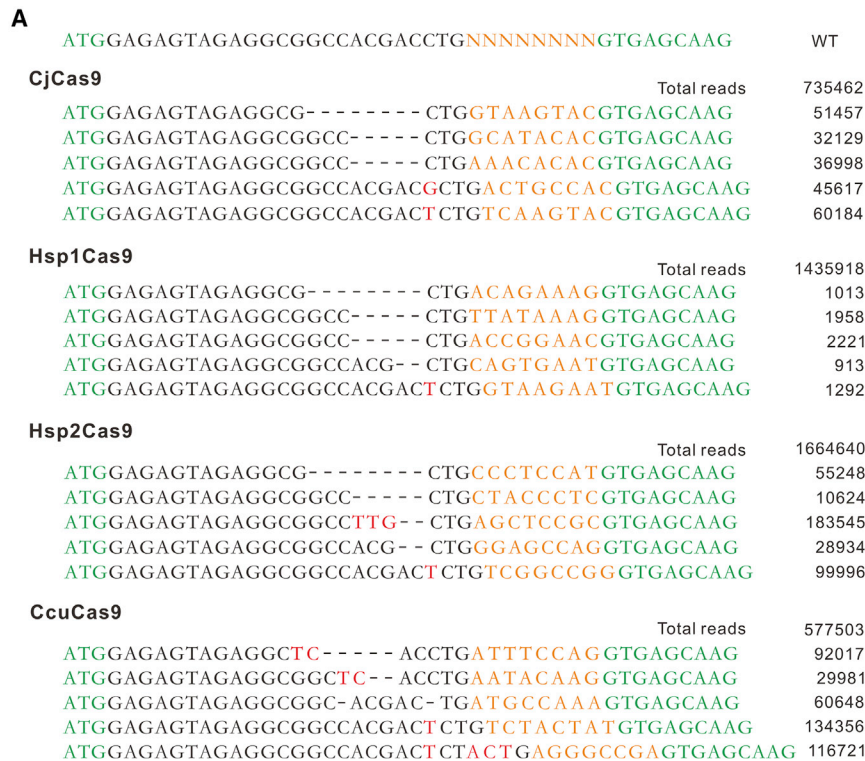 A
ATGGAGAGTAGAGGCGGCCACGACCTGNNNNNNNNGTGAGCAAG WT
CjCas9
Total reads 735462
ATGGAGAGTAGAGGCG--------CTGGTAAGTACGTGAGCAAG 51457
ATGGAGAGTAGAGGCGGCC-----CTGGCATACACGTGAGCAAG 32129
ATGGAGAGTAGAGGCGGCC-----CTGAAACACACGTGAGCAAG 36998
ATGGAGAGTAGAGGCGGCCACGACGCTGACTGCCACGTGAGCAAG 45617
ATGGAGAGTAGAGGCGGCCACGACTCTGTCAAGTACGTGAGCAAG 60184
Hsp1Cas9
Total reads 1435918
ATGGAGAGTAGAGGCG--------CTGACAGAAAGGTGAGCAAG 1013
ATGGAGAGTAGAGGCGGCC-----CTGTTATAAAGGTGAGCAAG 1958
ATGGAGAGTAGAGGCGGCC-----CTGACCGGAACGTGAGCAAG 2221
ATGGAGAGTAGAGGCGGCCACG--CTGCAGTGAATGTGAGCAAG 913
ATGGAGAGTAGAGGCGGCCACGACTCTGGTAAGAATGTGAGCAAG 1292
Hsp2Cas9
Total reads 1664640
ATGGAGAGTAGAGGCG--------CTGCCCTCCATGTGAGCAAG 55248
ATGGAGAGTAGAGGCGGCC-----CTGCTACCCTCGTGAGCAAG 10624
ATGGAGAGTAGAGGCGGCCTTG--CTGAGCTCCGCGTGAGCAAG 183545
ATGGAGAGTAGAGGCGGCCACG--CTGGGAGCCAGGTGAGCAAG 28934
ATGGAGAGTAGAGGCGGCCACGACTCTGTCGGCCGGGTGAGCAAG 99996
CcuCas9
Total reads 577503
ATGGAGAGTAGAGGCTC-----ACCTGATTTCCAGGTGAGCAAG 92017
ATGGAGAGTAGAGGCGGCTC--ACCTGAATACAAGGTGAGCAAG 29981
ATGGAGAGTAGAGGCGGC-ACGAC-TGATGCCAAAGTGAGCAAG 60648
ATGGAGAGTAGAGGCGGCCACGACTCTGTCTACTATGTGAGCAAG 134356
ATGGAGAGTAGAGGCGGCCACGACTCTACTGAGGGCCGAGTGAGCAAG 116721